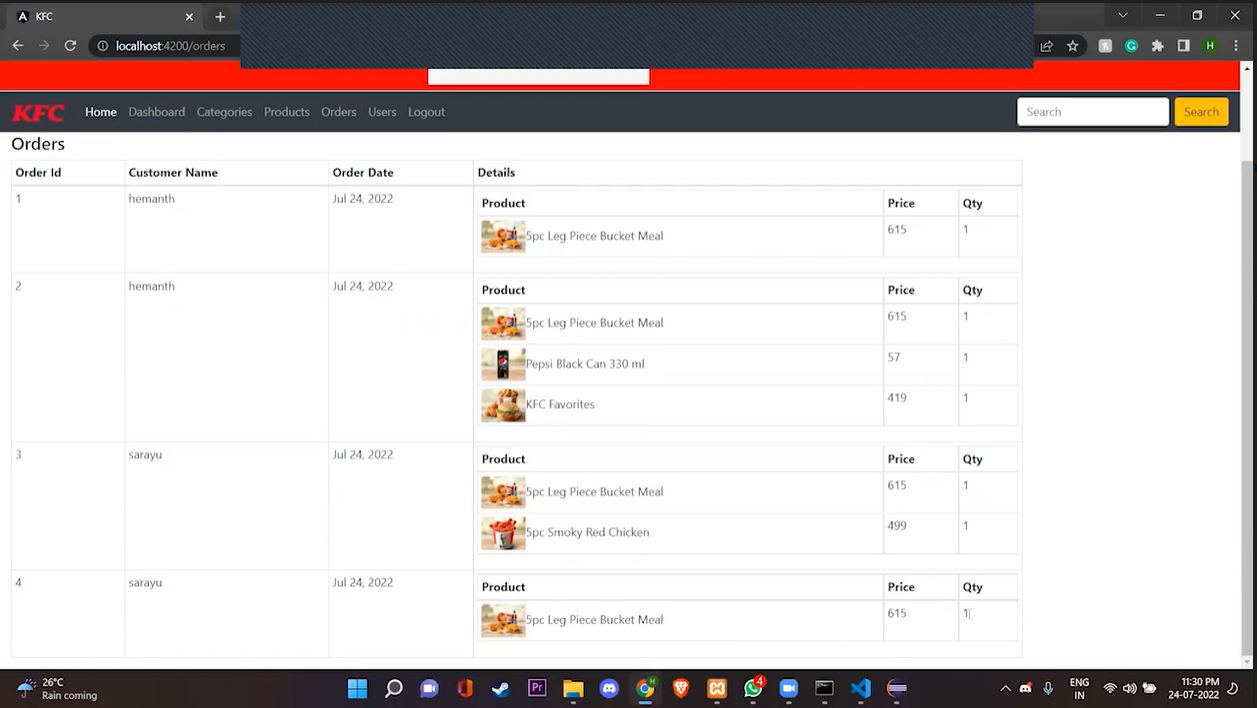 KFC
localhost:4200/orders
H
KFC Home Dashboard Categories Products Orders Users Logout Search Search
Orders
Order Id Customer Name Order Date Details
1 hemanth Jul 24, 2022
Product Price Qty
5pc Leg Piece Bucket Meal 615 1
2 hemanth Jul 24, 2022
Product Price Qty
5pc Leg Piece Bucket Meal 615 1
Pepsi Black Can 330 ml 57 1
KFC Favorites 419 1
3 sarayu Jul 24, 2022
Product Price Qty
5pc Leg Piece Bucket Meal 615 1
5pc Smoky Red Chicken 499 1
4 sarayu Jul 24, 2022
Product Price Qty
5pc Leg Piece Bucket Meal 615 1
26°C
Rain coming
Pr
4
ENG
IN
11:30 PM
24-07-2022